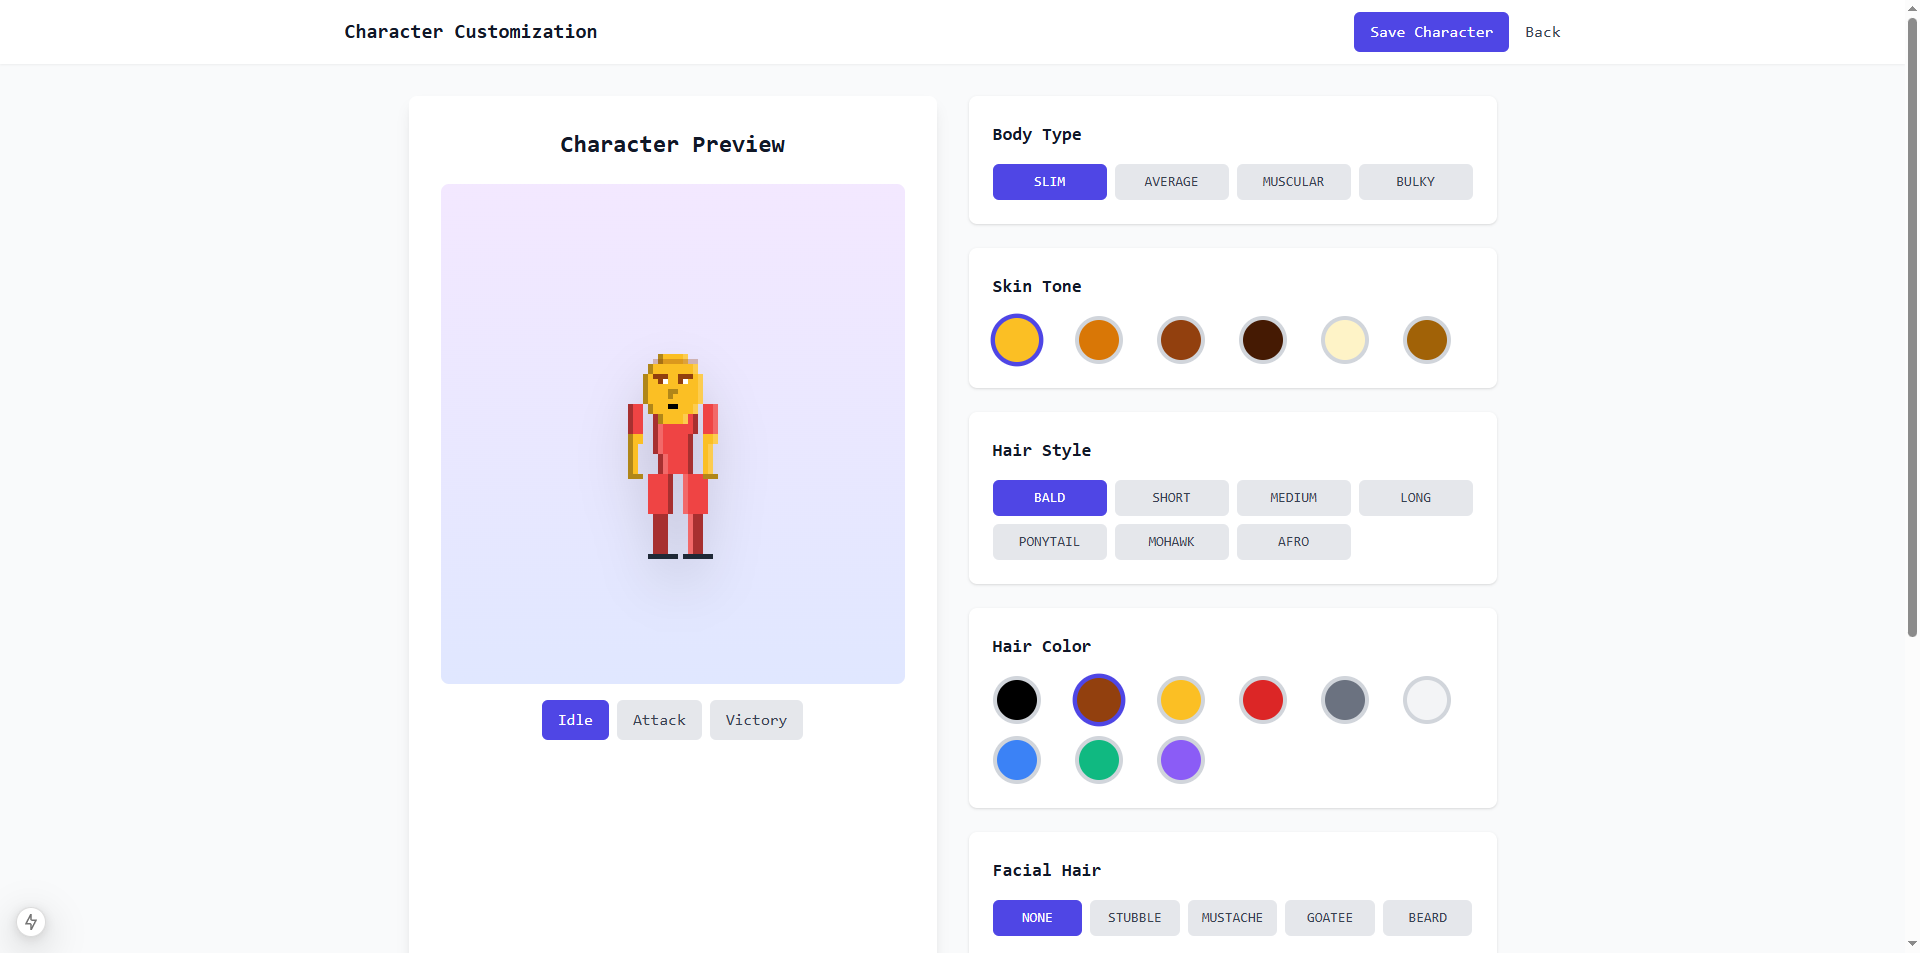 Character Customization
Save Character
Back
Character Preview
Idle
Attack
Victory
Body Type
SLIM
AVERAGE
MUSCULAR
BULKY
Skin Tone
Hair Style
BALD
SHORT
MEDIUM
LONG
PONYTAIL
MOHAWK
AFRO
Hair Color
Facial Hair
NONE
STUBBLE
MUSTACHE
GOATEE
BEARD